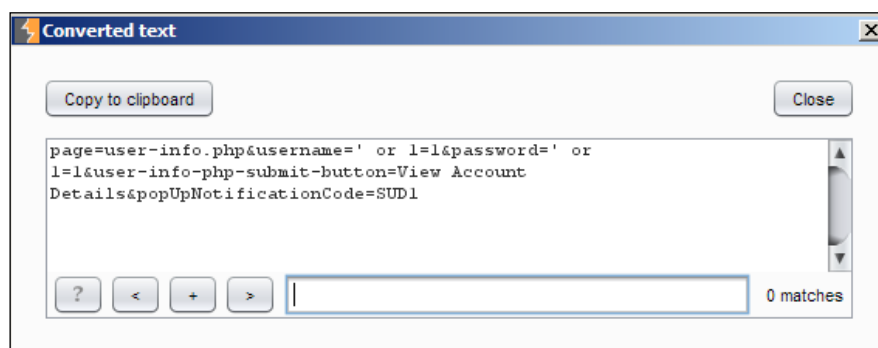 Converted text
Copy to clipboard
Close
page=user-info.php&username=' or 1=1&password=' or
1=1&user-info-php-submit-button=View Account
Details&popUpNotificationCode=SUD1
?
<
+
>
0 matches